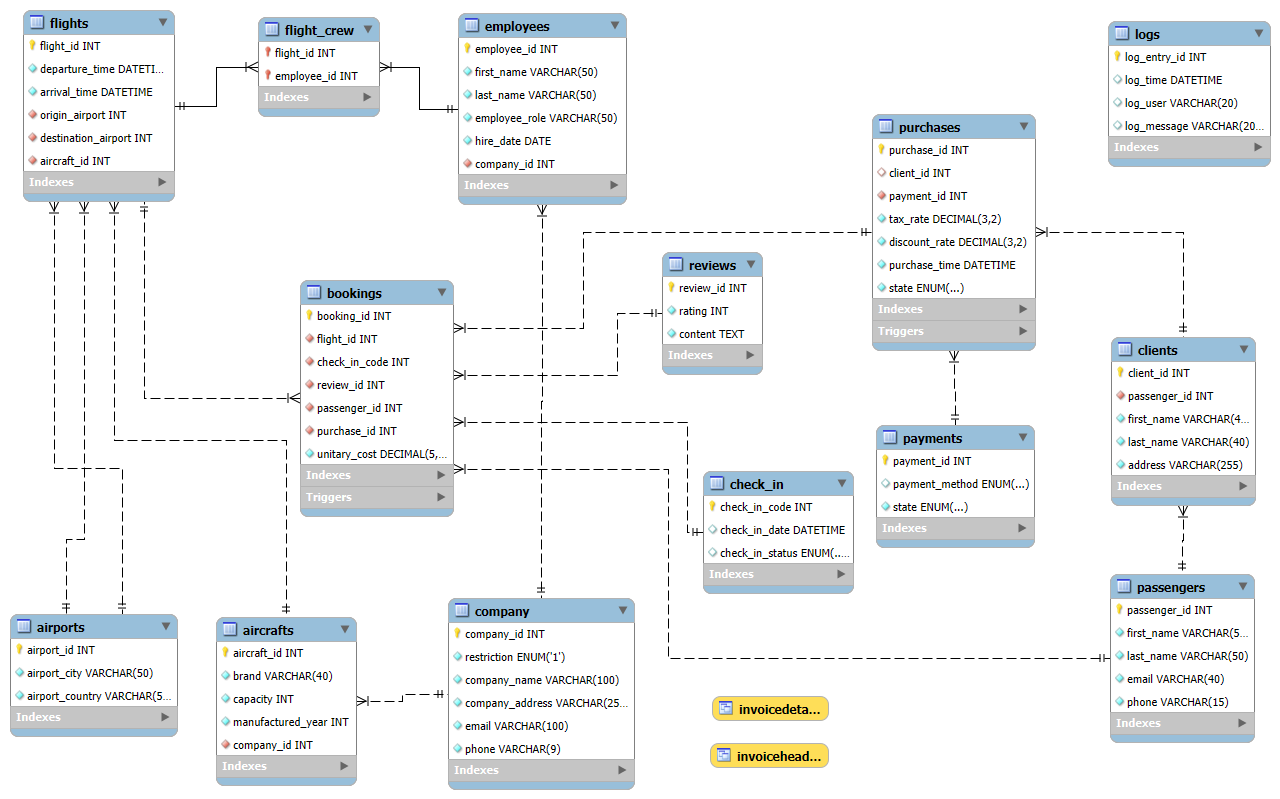 flights
flight_id INT
departure_time DATETI...
arrival_time DATETIME
origin_airport INT
destination_airport INT
aircraft_id INT
Indexes
flight_crew
flight_id INT
employee_id INT
Indexes
employees
employee_id INT
first_name VARCHAR(50)
last_name VARCHAR(50)
employee_role VARCHAR(50)
hire_date DATE
company_id INT
Indexes
logs
log_entry_id INT
log_time DATETIME
log_user VARCHAR(20)
log_message VARCHAR(20...
Indexes
purchases
purchase_id INT
client_id INT
payment_id INT
tax_rate DECIMAL(3,2)
discount_rate DECIMAL(3,2)
purchase_time DATETIME
state ENUM(...)
Indexes
Triggers
reviews
review_id INT
rating INT
content TEXT
Indexes
bookings
booking_id INT
flight_id INT
check_in_code INT
review_id INT
passenger_id INT
purchase_id INT
unitary_cost DECIMAL(5,...
Indexes
Triggers
clients
client_id INT
passenger_id INT
first_name VARCHAR(4...
last_name VARCHAR(40)
address VARCHAR(255)
Indexes
payments
payment_id INT
payment_method ENUM(...)
state ENUM(...)
Indexes
check_in
check_in_code INT
check_in_date DATETIME
check_in_status ENUM(...
Indexes
passengers
passenger_id INT
first_name VARCHAR(5...
last_name VARCHAR(50)
email VARCHAR(40)
phone VARCHAR(15)
Indexes
airports
airport_id INT
airport_city VARCHAR(50)
airport_country VARCHAR(5...
Indexes
aircrafts
aircraft_id INT
brand VARCHAR(40)
capacity INT
manufactured_year INT
company_id INT
Indexes
company
company_id INT
restriction ENUM('1')
company_name VARCHAR(100)
company_address VARCHAR(25...
email VARCHAR(100)
phone VARCHAR(9)
Indexes
invoicedeta...
invoicehead...